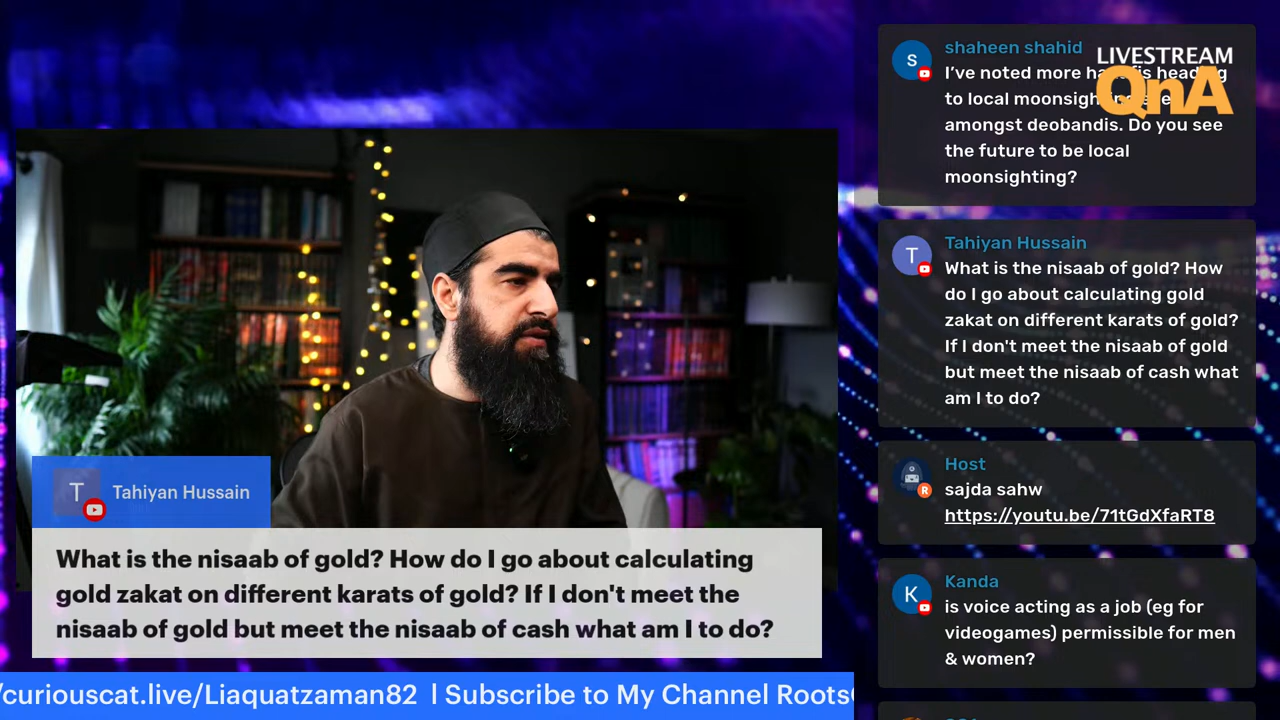 shaheen shahid
LIVESTREAM
QnA
I've noted more
to local
amongst deobandis. Do you see
the future to be local
moonsighting?
Tahiyan Hussain
What is the nisaab of gold? How
do I go about calculating gold
zakat on different karats of gold?
If I don't meet the nisaab of gold
but meet the nisaab of cash what
am I to do?
Host
sajda sahw
https://youtu.be/71tGdXfaRT8
Kanda
is voice acting as a job (eg for
videogames) permissible for men
& women?
T
Tahiyan Hussain
What is the nisaab of gold? How do I go about calculating
gold zakat on different karats of gold? If I don't meet the
nisaab of gold but meet the nisaab of cash what am I to do?
/curiouscat.live/Liaquatzaman82 | Subscribe to My Channel Roots